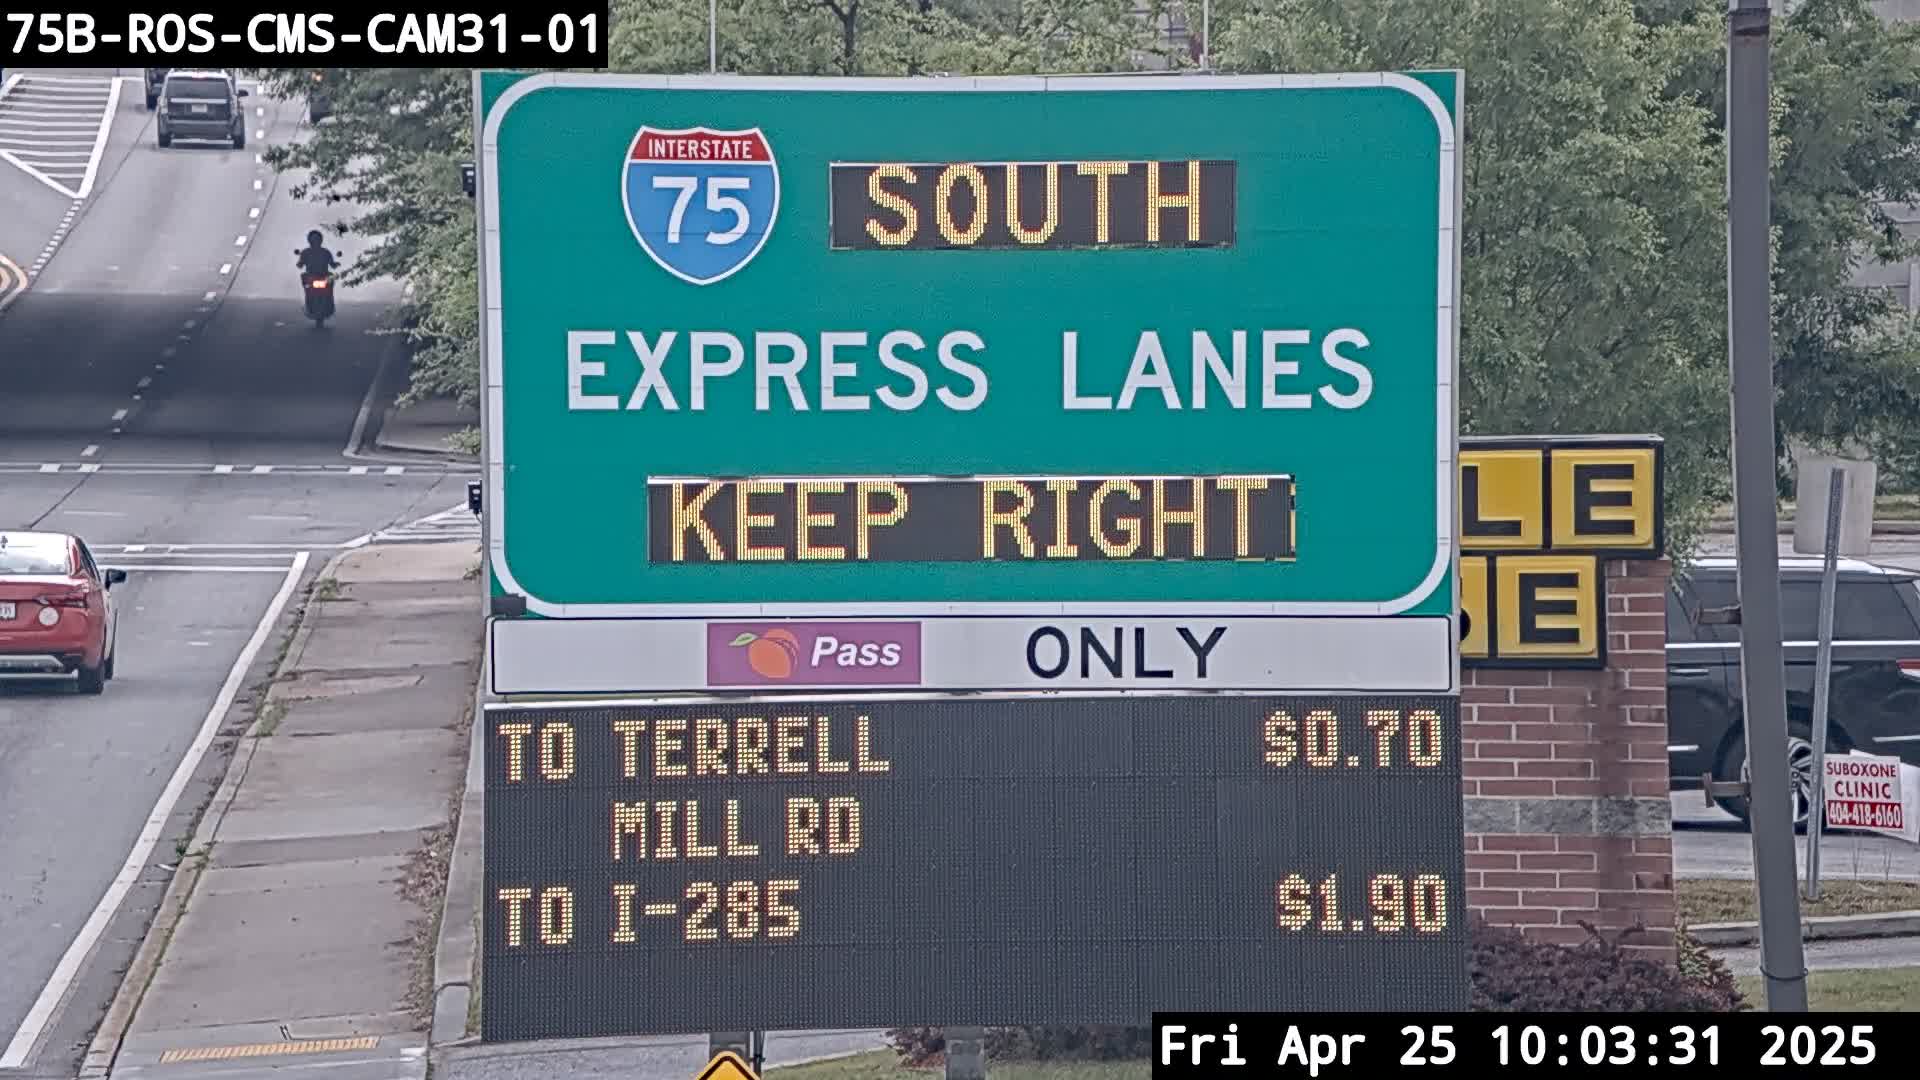 75B-ROS-CMS-CAM31-01
INTERSTATE
75
SOUTH
EXPRESS LANES
KEEP RIGHT
Pass ONLY
TO TERRELL $0.70
MILL RD
TO I-285 $1.90
LE
E
SUBOXONE
CLINIC
404-418-6160
Fri Apr 25 10:03:31 2025